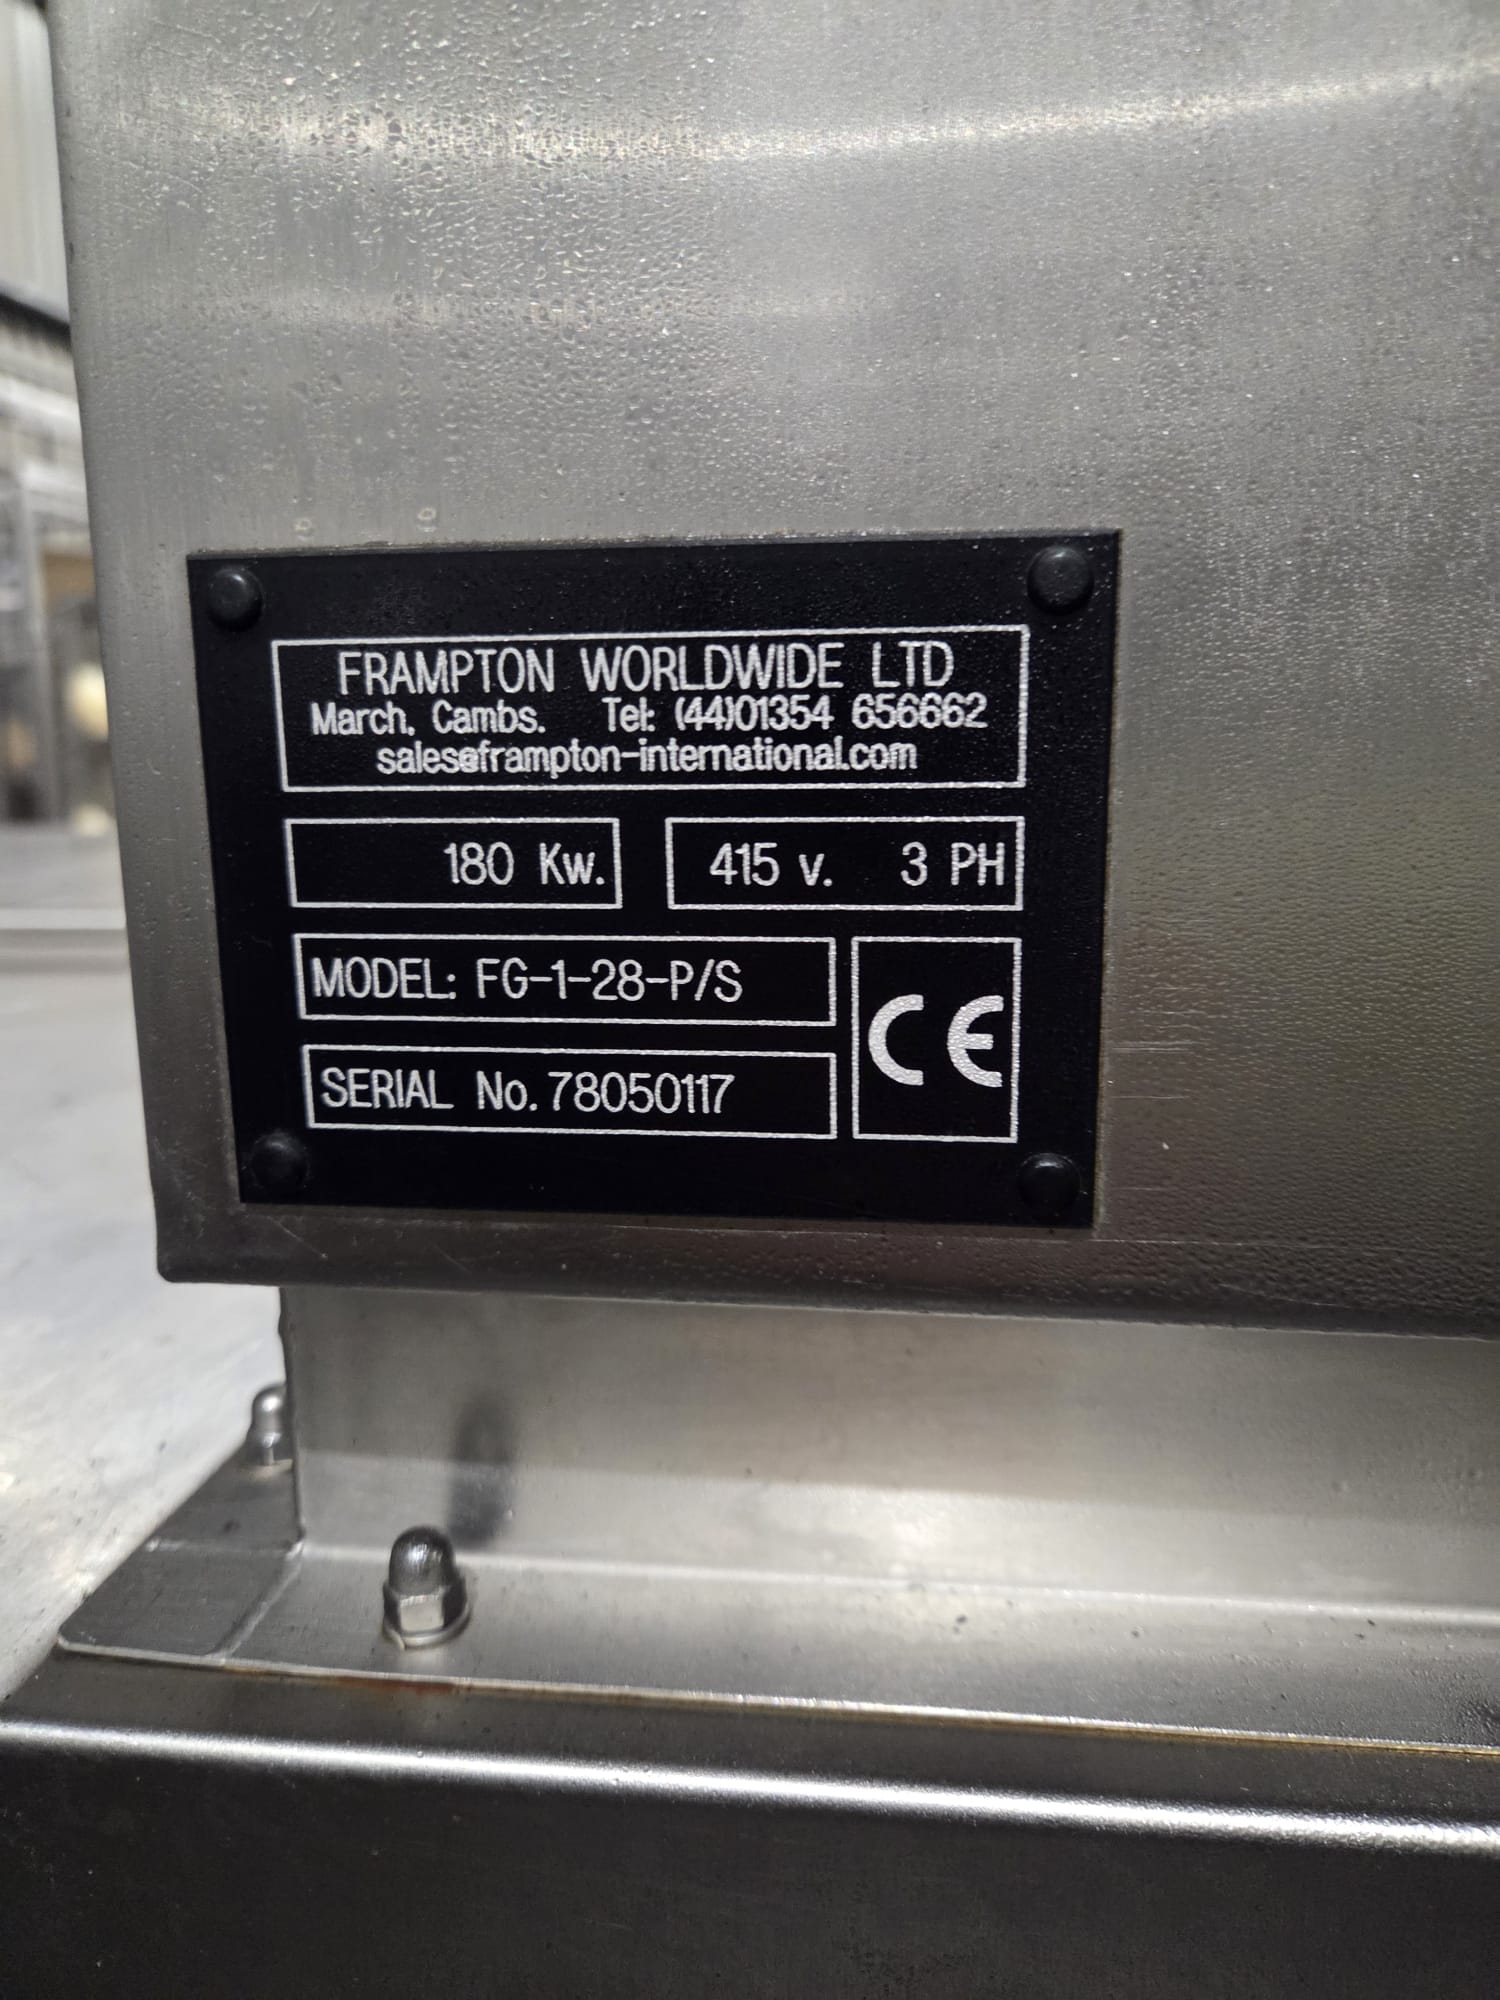 FRAMPTON WORLDWIDE LTD
March, Cambs. Tel: (44)01354 656662
sales@frampton-international.com
180 Kw.
415 v. 3 PH
MODEL: FG-1-28-P/S
CE
SERIAL No. 78050117